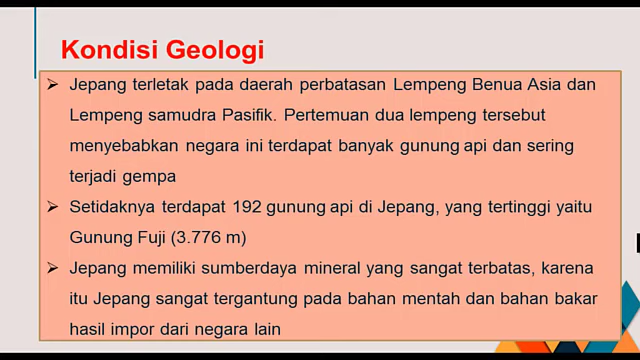 Kondisi Geologi
➢ Jepang terletak pada daerah perbatasan Lempeng Benua Asia dan
Lempeng samudra Pasifik. Pertemuan dua lempeng tersebut
menyebabkan negara ini terdapat banyak gunung api dan sering
terjadi gempa
➢ Setidaknya terdapat 192 gunung api di Jepang, yang tertinggi yaitu
Gunung Fuji (3.776 m)
➢ Jepang memiliki sumberdaya mineral yang sangat terbatas, karena
itu Jepang sangat tergantung pada bahan mentah dan bahan bakar
hasil impor dari negara lain